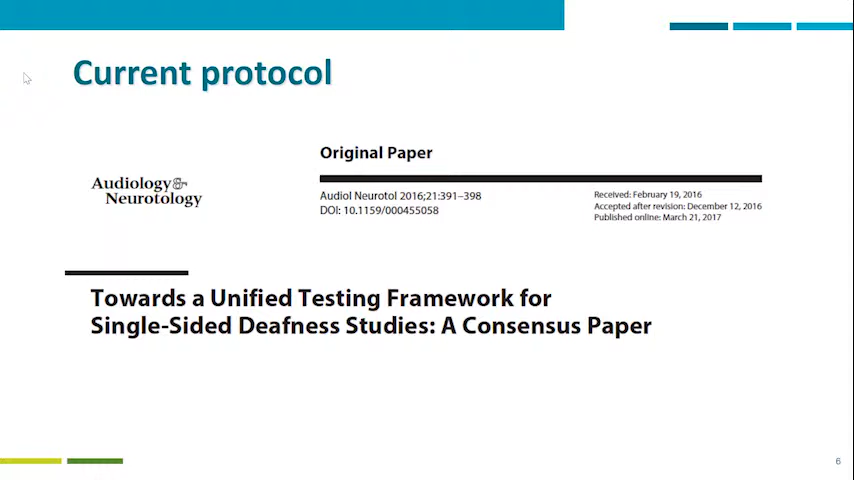 Current protocol
Original Paper
Audiology&
Neurotology
Audiol Neurotol 2016;21:391–398
DOI: 10.1159/000455058
Received: February 19, 2016
Accepted after revision: December 12, 2016
Published online: March 21, 2017
Towards a Unified Testing Framework for
Single-Sided Deafness Studies: A Consensus Paper
6